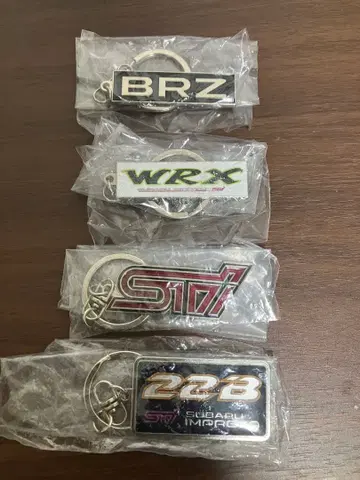 BRZ
WRX
STi
22B
STi SUBARU
IMPREZA